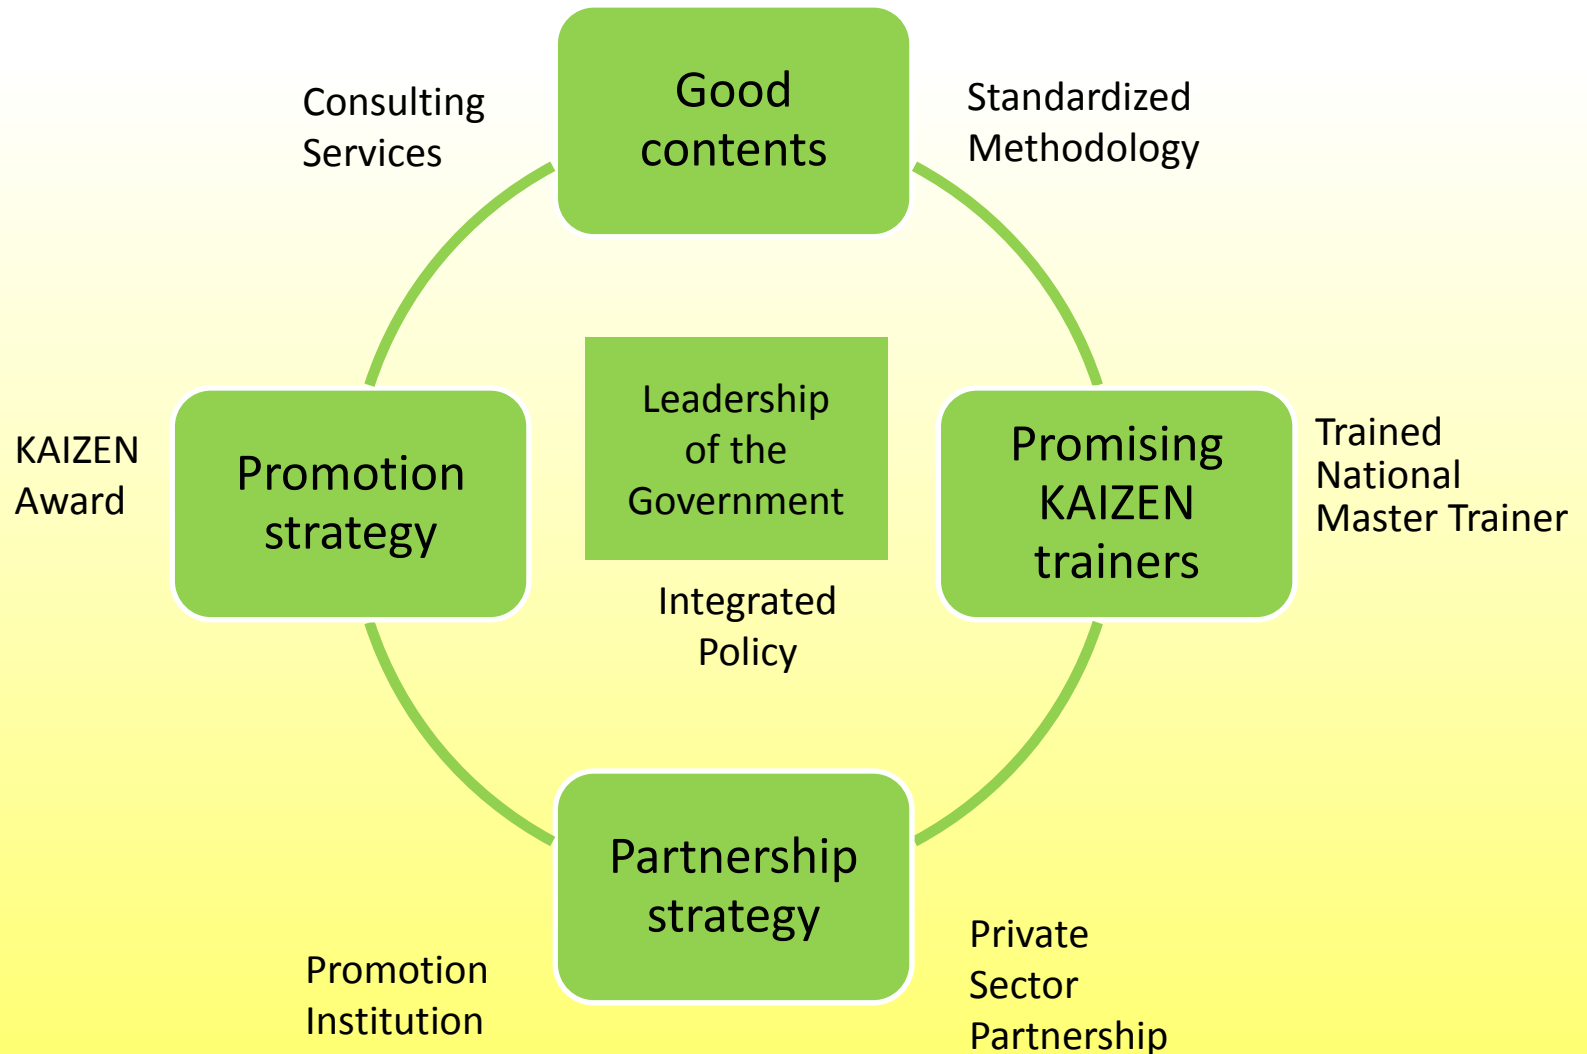 Good
contents
Consulting
Services
Standardized
Methodology
Leadership
of the
Government
Integrated
Policy
KAIZEN
Award
Promotion
strategy
Promising
KAIZEN
trainers
Trained
National
Master Trainer
Partnership
strategy
Promotion
Institution
Private
Sector
Partnership